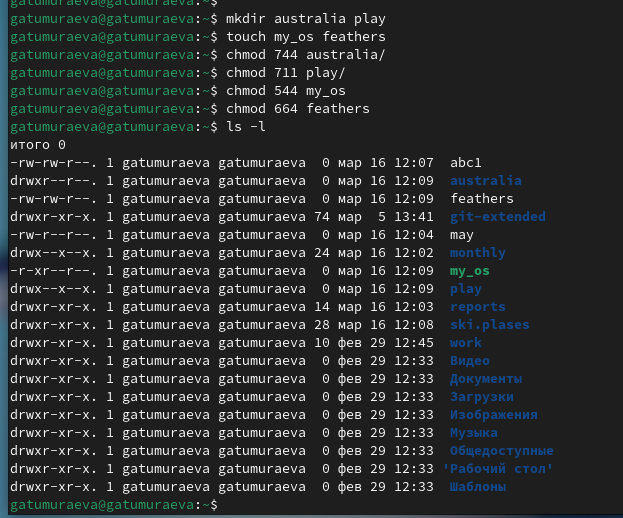 gatumuraeva@gatumuraeva:~$
gatumuraeva@gatumuraeva:~$ mkdir australia play
gatumuraeva@gatumuraeva:~$ touch my_os feathers
gatumuraeva@gatumuraeva:~$ chmod 744 australia/
gatumuraeva@gatumuraeva:~$ chmod 711 play/
gatumuraeva@gatumuraeva:~$ chmod 544 my_os
gatumuraeva@gatumuraeva:~$ chmod 664 feathers
gatumuraeva@gatumuraeva:~$ ls -l
итого 0
-rw-rw-r--. 1 gatumuraeva gatumuraeva  0 мар 16 12:07  abc1
drwxr--r--. 1 gatumuraeva gatumuraeva  0 мар 16 12:09  australia
-rw-rw-r--. 1 gatumuraeva gatumuraeva  0 мар 16 12:09  feathers
drwxr-xr-x. 1 gatumuraeva gatumuraeva 74 мар  5 13:41  git-extended
-rw-r--r--. 1 gatumuraeva gatumuraeva  0 мар 16 12:04  may
drwx--x--x. 1 gatumuraeva gatumuraeva 24 мар 16 12:02  monthly
-r-xr--r--. 1 gatumuraeva gatumuraeva  0 мар 16 12:09  my_os
drwx--x--x. 1 gatumuraeva gatumuraeva  0 мар 16 12:09  play
drwxr-xr-x. 1 gatumuraeva gatumuraeva 14 мар 16 12:03  reports
drwxr-xr-x. 1 gatumuraeva gatumuraeva 28 мар 16 12:08  ski.plases
drwxr-xr-x. 1 gatumuraeva gatumuraeva 10 фев 29 12:45  work
drwxr-xr-x. 1 gatumuraeva gatumuraeva  0 фев 29 12:33  Видео
drwxr-xr-x. 1 gatumuraeva gatumuraeva  0 фев 29 12:33  Документы
drwxr-xr-x. 1 gatumuraeva gatumuraeva  0 фев 29 12:33  Загрузки
drwxr-xr-x. 1 gatumuraeva gatumuraeva  0 фев 29 12:33  Изображения
drwxr-xr-x. 1 gatumuraeva gatumuraeva  0 фев 29 12:33  Музыка
drwxr-xr-x. 1 gatumuraeva gatumuraeva  0 фев 29 12:33  Общедоступные
drwxr-xr-x. 1 gatumuraeva gatumuraeva  0 фев 29 12:33 'Рабочий стол'
drwxr-xr-x. 1 gatumuraeva gatumuraeva  0 фев 29 12:33  Шаблоны
gatumuraeva@gatumuraeva:~$